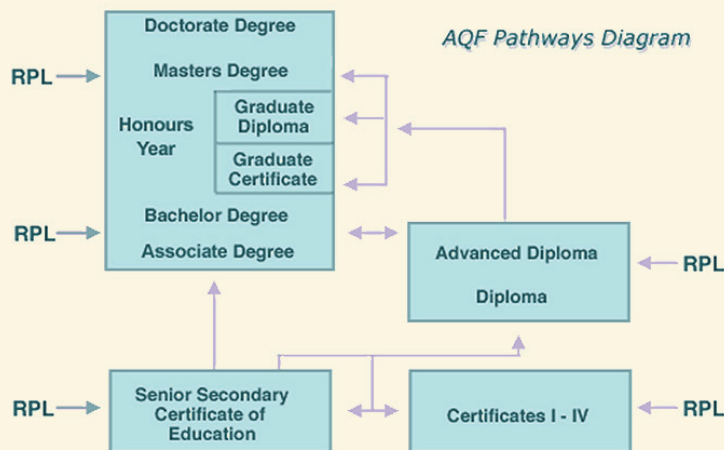 AQF Pathways Diagram
Doctorate Degree
RPL
Masters Degree
Honours
Year
Graduate
Diploma
Graduate
Certificate
RPL
Bachelor Degree
Associate Degree
Advanced Diploma
Diploma
RPL
RPL
Senior Secondary
Certificate of
Education
Certificates I - IV
RPL